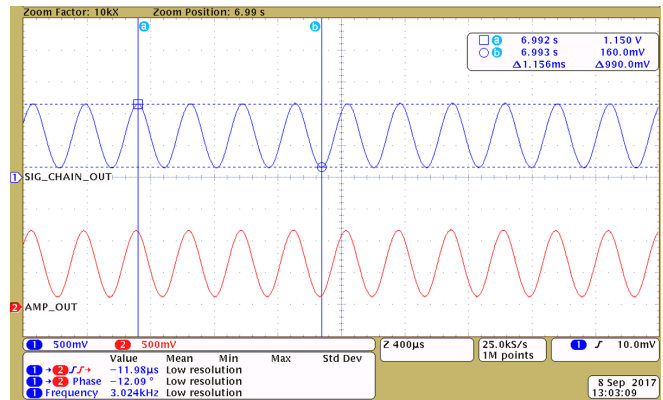 Zoom Factor: 10kX Zoom Position: 6.99 s
a b
a 6.992 s 1.150 V
b 6.993 s 160.0mV
Δ1.156ms Δ990.0mV
1 SIG_CHAIN_OUT
2 AMP_OUT
1 500mV 2 500mV Z 400µs 25.0kS/s 1 10.0mV
1M points
Value Mean Min Max Std Dev
1 → 2 −11.98µs Low resolution
1 → 2 Phase −12.09 ° Low resolution
1 Frequency 3.024kHz Low resolution
8 Sep 2017
13:03:09